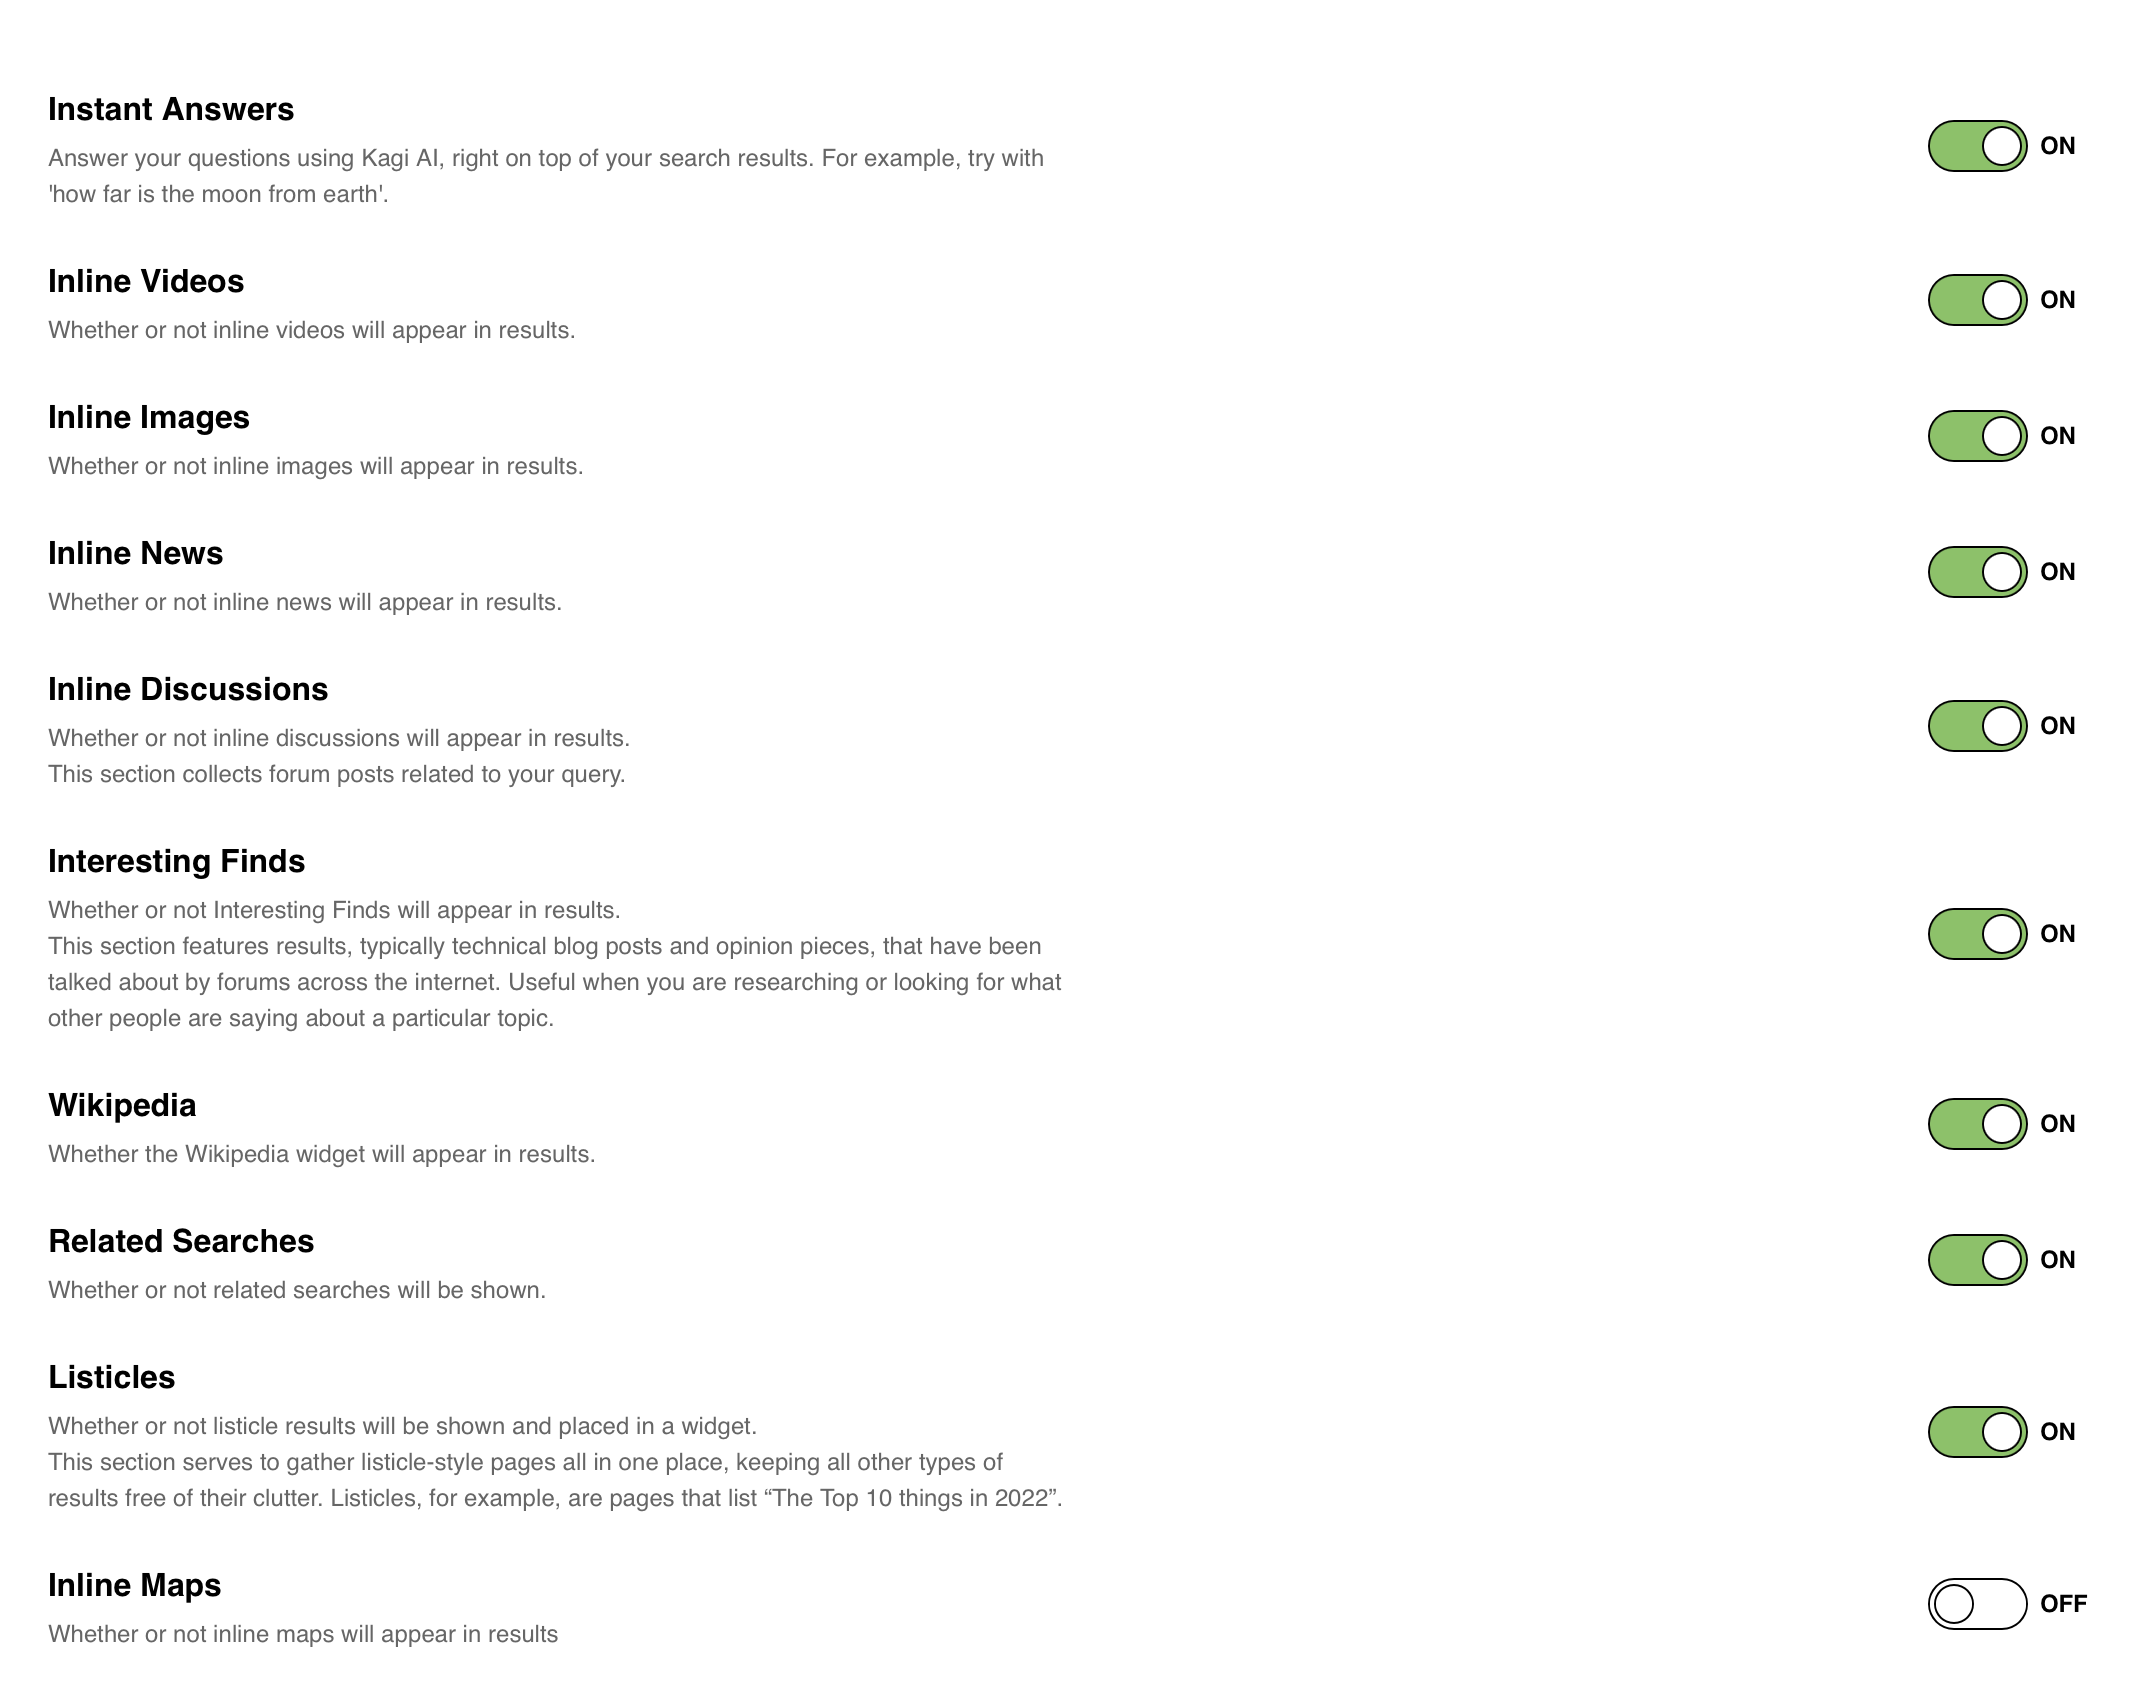 Instant Answers
Answer your questions using Kagi AI, right on top of your search results. For example, try with
'how far is the moon from earth'.
ON
Inline Videos
Whether or not inline videos will appear in results.
ON
Inline Images
Whether or not inline images will appear in results.
ON
Inline News
Whether or not inline news will appear in results.
ON
Inline Discussions
Whether or not inline discussions will appear in results.
This section collects forum posts related to your query.
ON
Interesting Finds
Whether or not Interesting Finds will appear in results.
This section features results, typically technical blog posts and opinion pieces, that have been
talked about by forums across the internet. Useful when you are researching or looking for what
other people are saying about a particular topic.
ON
Wikipedia
Whether the Wikipedia widget will appear in results.
ON
Related Searches
Whether or not related searches will be shown.
ON
Listicles
Whether or not listicle results will be shown and placed in a widget.
This section serves to gather listicle-style pages all in one place, keeping all other types of
results free of their clutter. Listicles, for example, are pages that list “The Top 10 things in 2022”.
ON
Inline Maps
Whether or not inline maps will appear in results
OFF